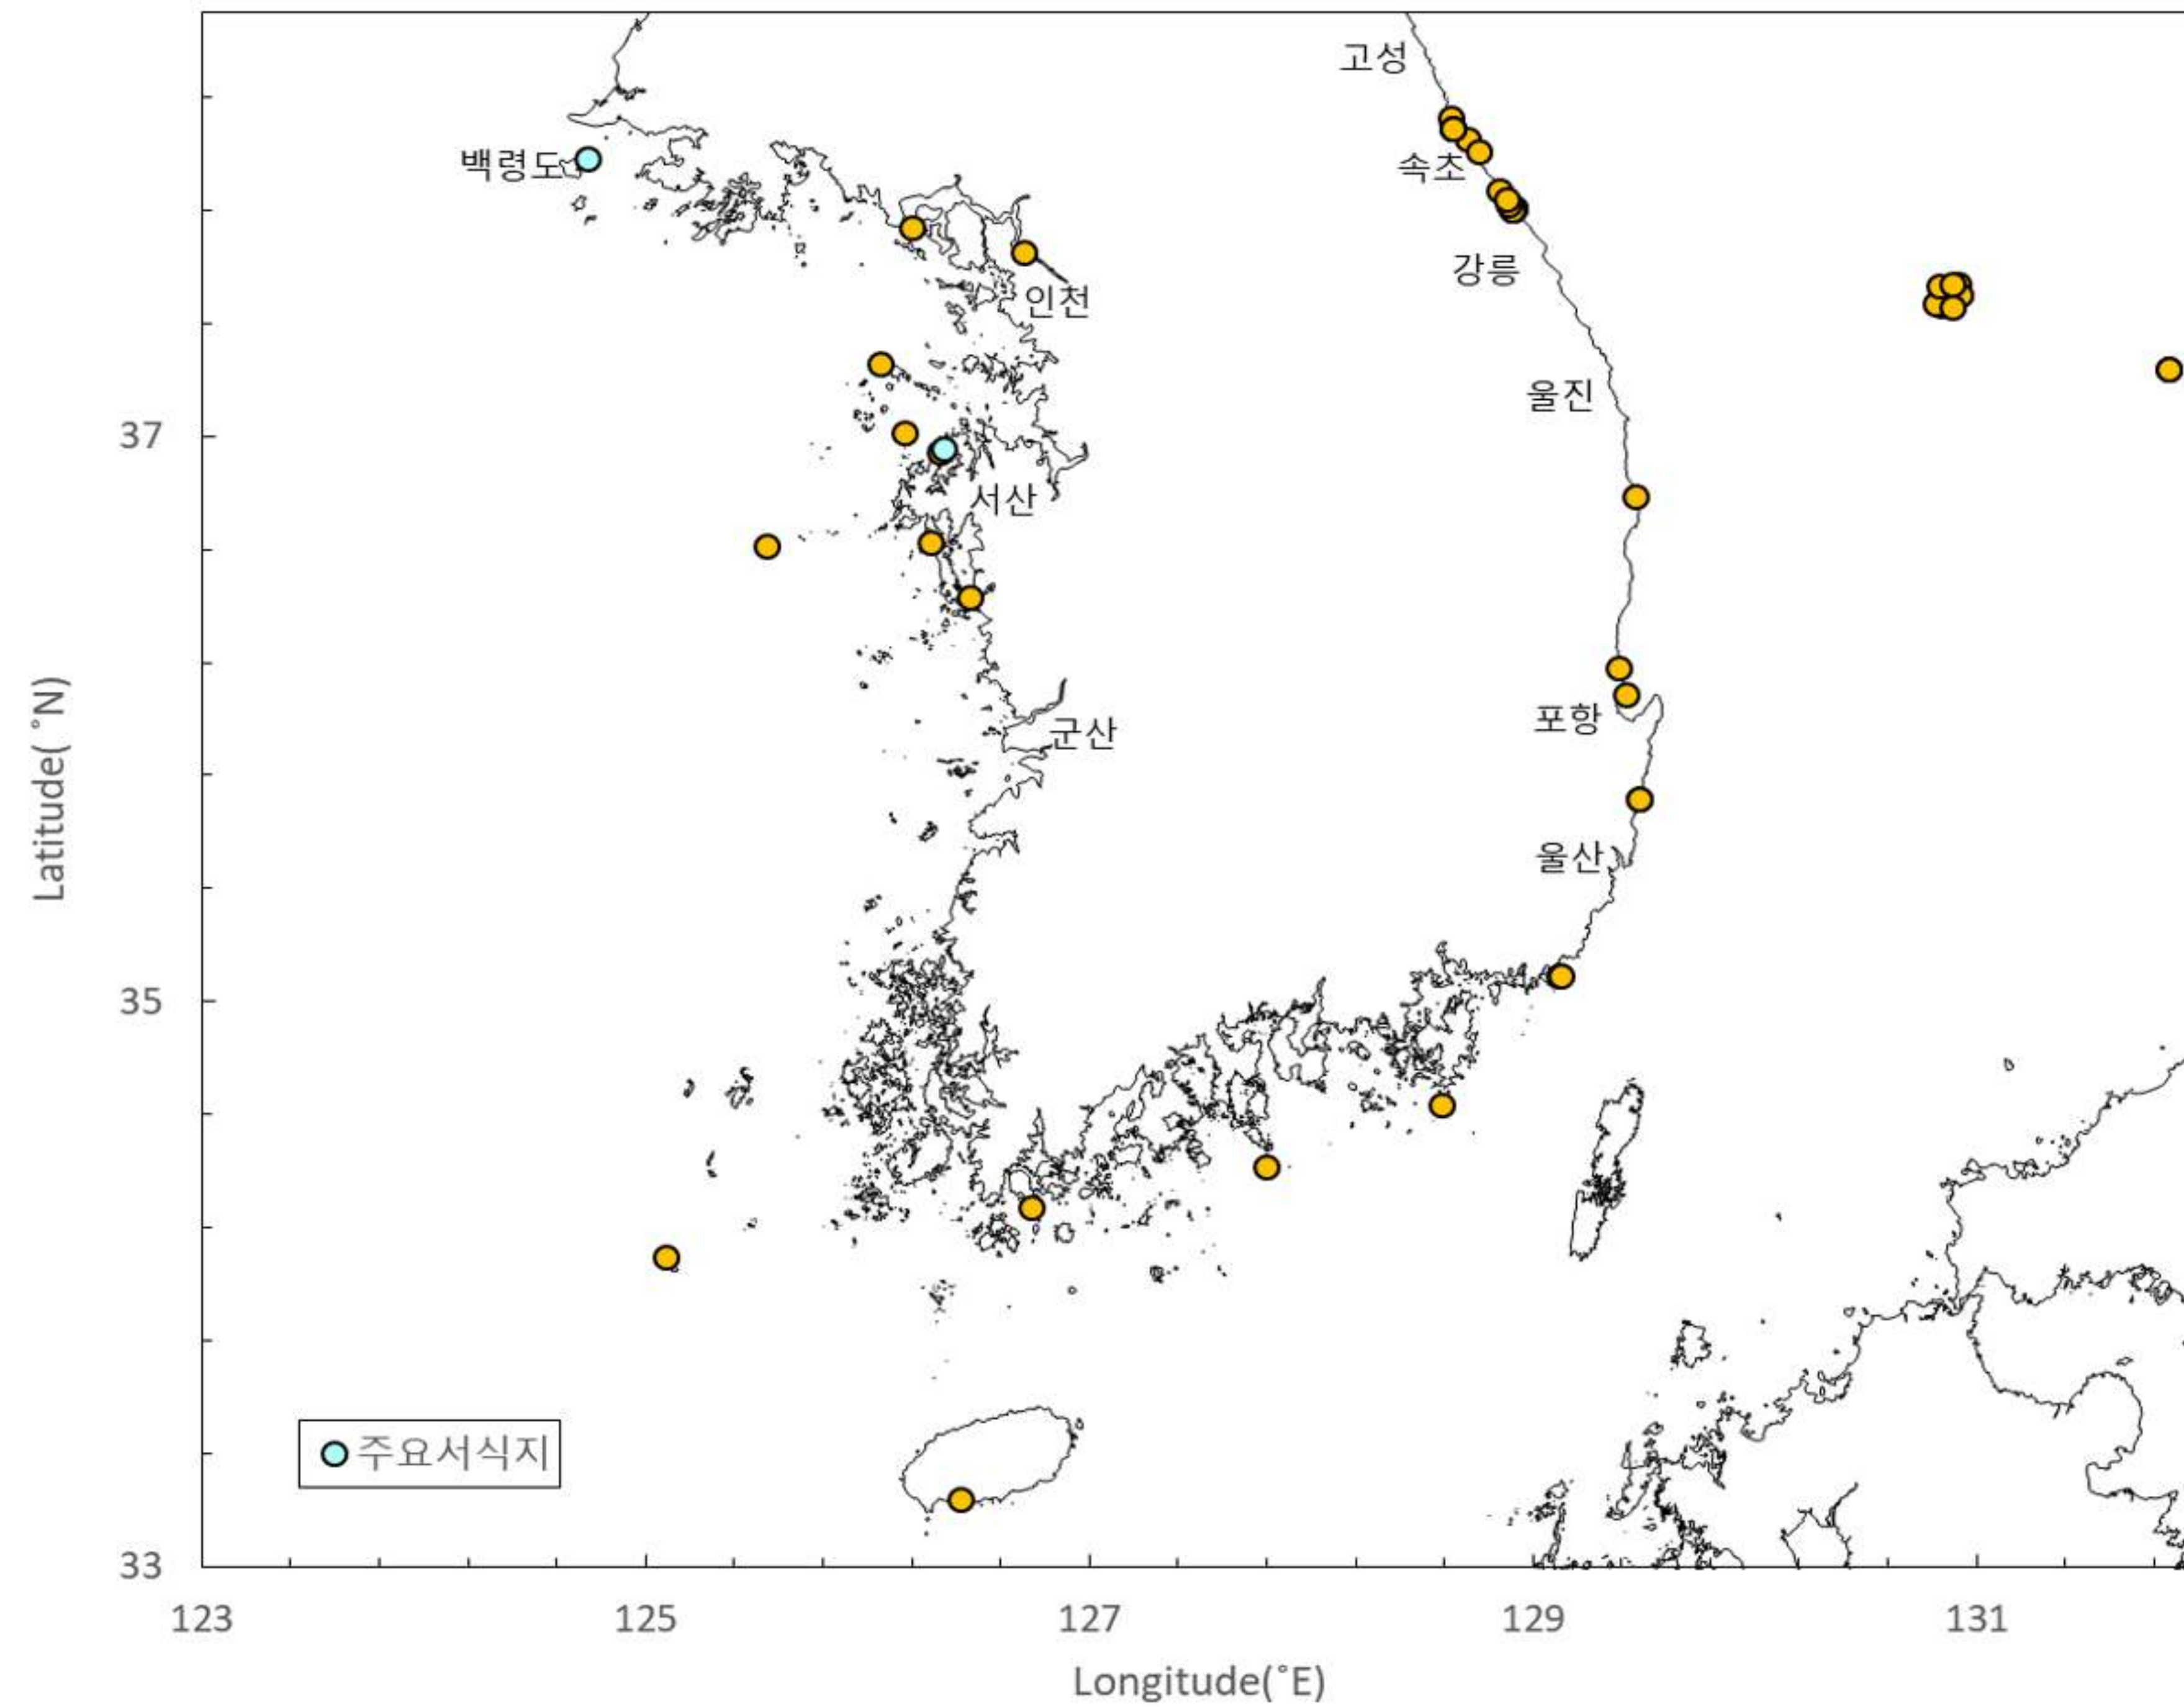 고성
백령도
속초
강릉
인천
울진
37
서산
Latitude( ˚N)
포항
군산
울산
35
주요서식지
33
123
125
127
129
131
Longitude(˚E)